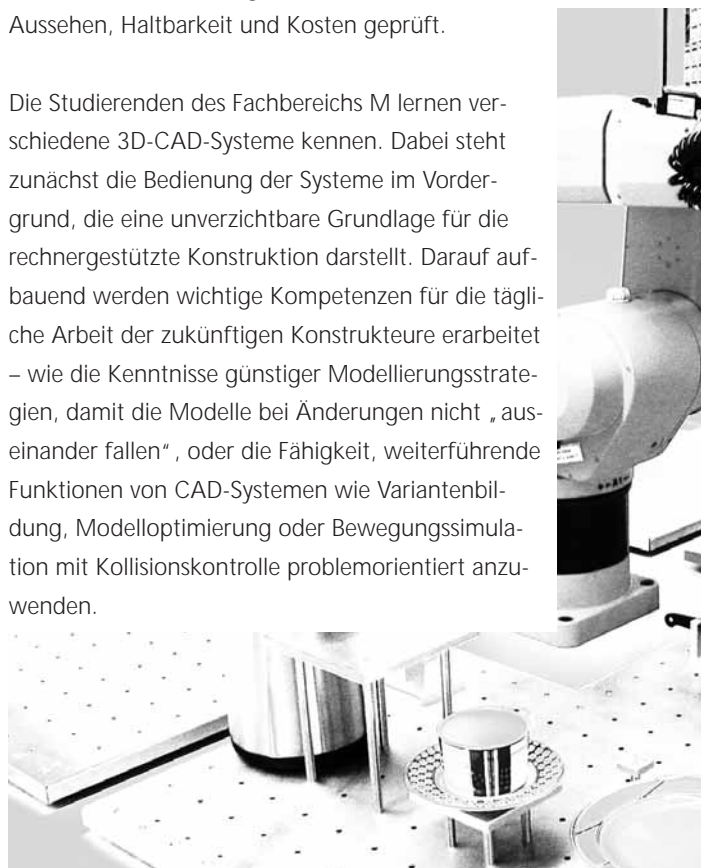 Aussehen, Haltbarkeit und Kosten geprüft.
Die Studierenden des Fachbereichs M lernen ver-
schiedene 3D-CAD-Systeme kennen. Dabei steht
zunächst die Bedienung der Systeme im Vorder-
grund, die eine unverzichtbare Grundlage für die
rechnergestützte Konstruktion darstellt. Darauf auf-
bauend werden wichtige Kompetenzen für die tägli-
che Arbeit der zukünftigen Konstrukteure erarbeitet
– wie die Kenntnisse günstiger Modellierungsstrate-
gien, damit die Modelle bei Änderungen nicht „aus-
einander fallen“, oder die Fähigkeit, weiterführende
Funktionen von CAD-Systemen wie Variantenbil-
dung, Modelloptimierung oder Bewegungssimula-
tion mit Kollisionskontrolle problemorientiert anzu-
wenden.